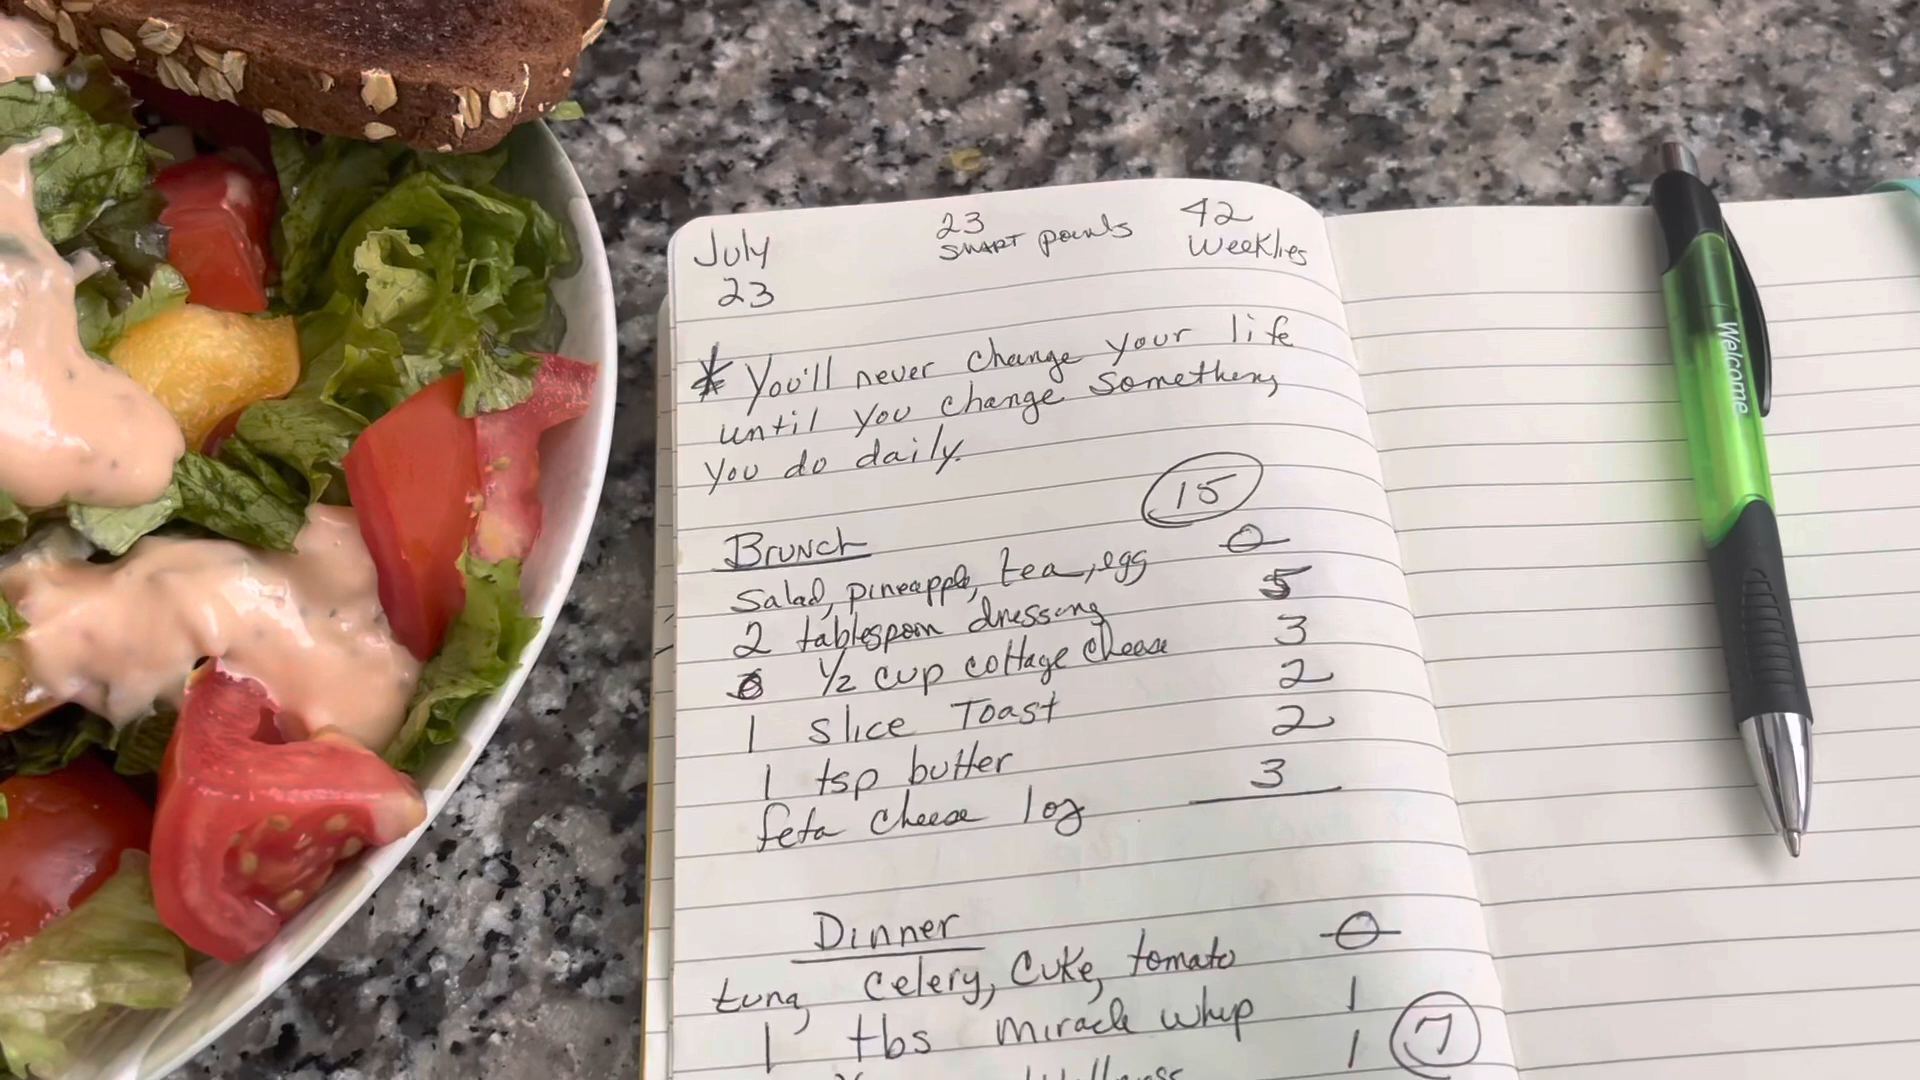 July 23 42
SMART points Weeklies
23
* You'll never change your life
until you change something
you do daily.
15
Brunch
Salad, pineapple, tea, egg 0
2 tablespoon dressing 5
1/2 cup cottage cheese 3
1 slice Toast 2
1 tsp butter 2
feta cheese log 3
Dinner
tuna, celery, cuke, tomato 0
1 tbs miracle whip 1
1 7
Welcome